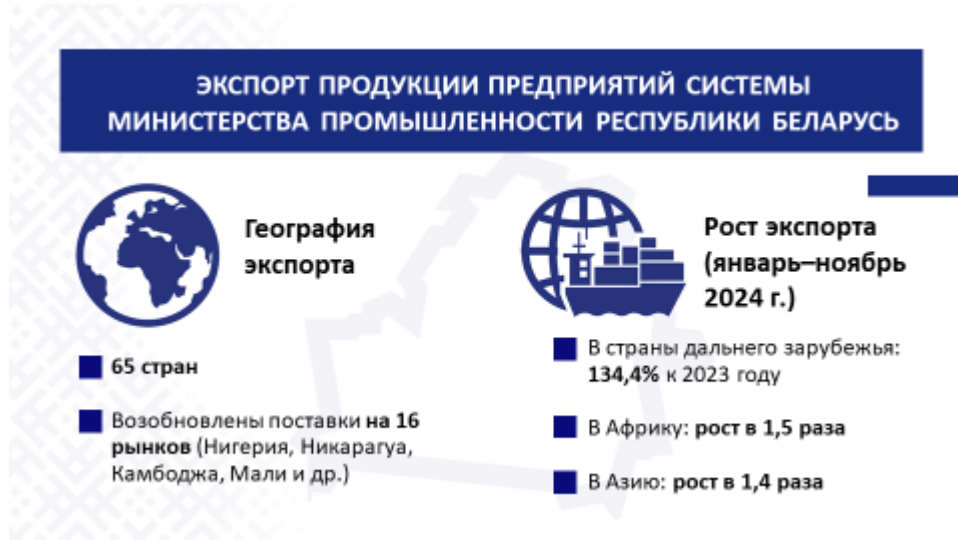 ЭКСПОРТ ПРОДУКЦИИ ПРЕДПРИЯТИЙ СИСТЕМЫ
МИНИСТЕРСТВА ПРОМЫШЛЕННОСТИ РЕСПУБЛИКИ БЕЛАРУСЬ
География
экспорта
65 стран
Возобновлены поставки на 16
рынков (Нигерия, Никарагуа,
Камбоджа, Мали и др.)
Рост экспорта
(январь–ноябрь
2024 г.)
В страны дальнего зарубежья:
134,4% к 2023 году
В Африку: рост в 1,5 раза
В Азию: рост в 1,4 раза